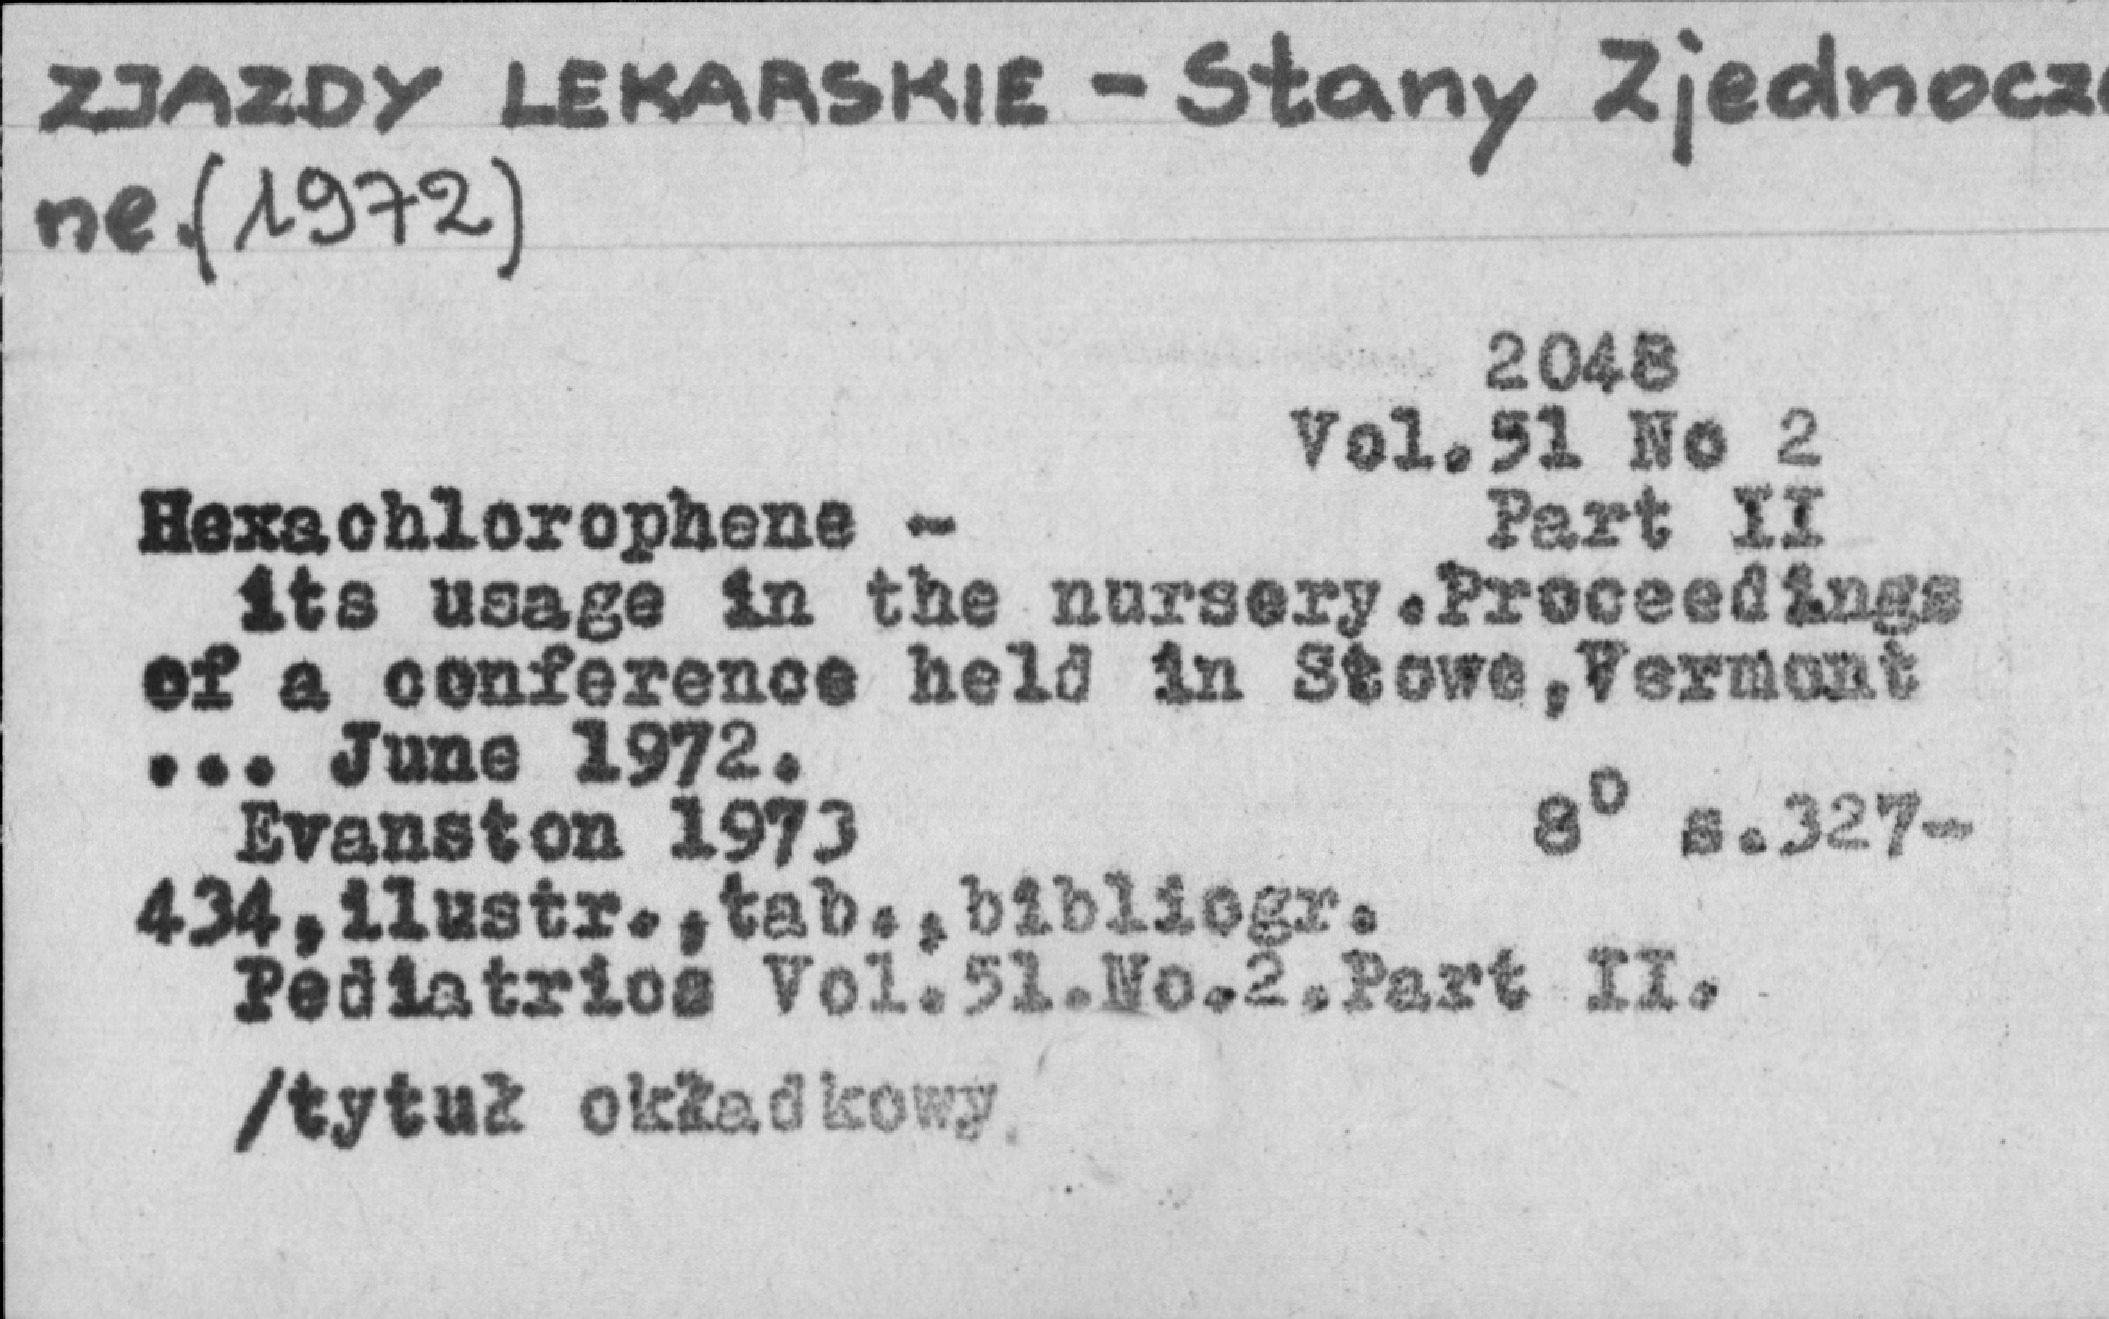 ZJAZDY LEKARSKIE - Stany Zjednocz
ne.(1972)
2048
Vol.51 No 2
Hexachlorophene - Part II
its usage in the nursery.Proceedings
of a conference held in Stowe,Vermont
... June 1972.
Evanston 1973 8° s.327-
434,ilustr.,tab.,bibliogr.
Pediatrics Vol.51.No.2.Part II.
/tytuł okładkowy